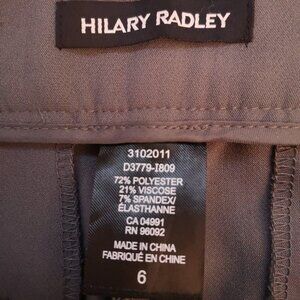 HILARY RADLEY
3102011
D3779-I809
72% POLYESTER
21% VISCOSE
7% SPANDEX/
ÉLASTHANNE
CA 04991
RN 96092
MADE IN CHINA
FABRIQUÉ EN CHINE
6